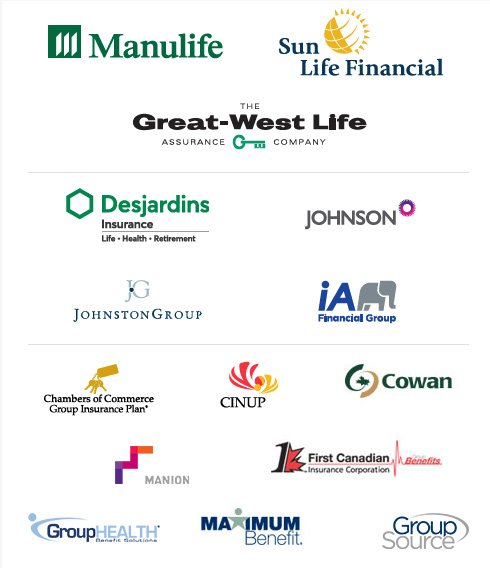 Manulife
Sun
Life Financial
THE
Great-West Life
ASSURANCE COMPANY
Desjardins
Insurance
Life • Health • Retirement
JOHNSON
JG
JOHNSTONGROUP
iA
Financial Group
Chambers of Commerce
Group Insurance Plan®
CINUP
Cowan
MANION
1
First Canadian
Insurance Corporation
Group
Benefits
GroupHEALTH
Benefit Solutions
MAXIMUM
Benefit
Group
Source